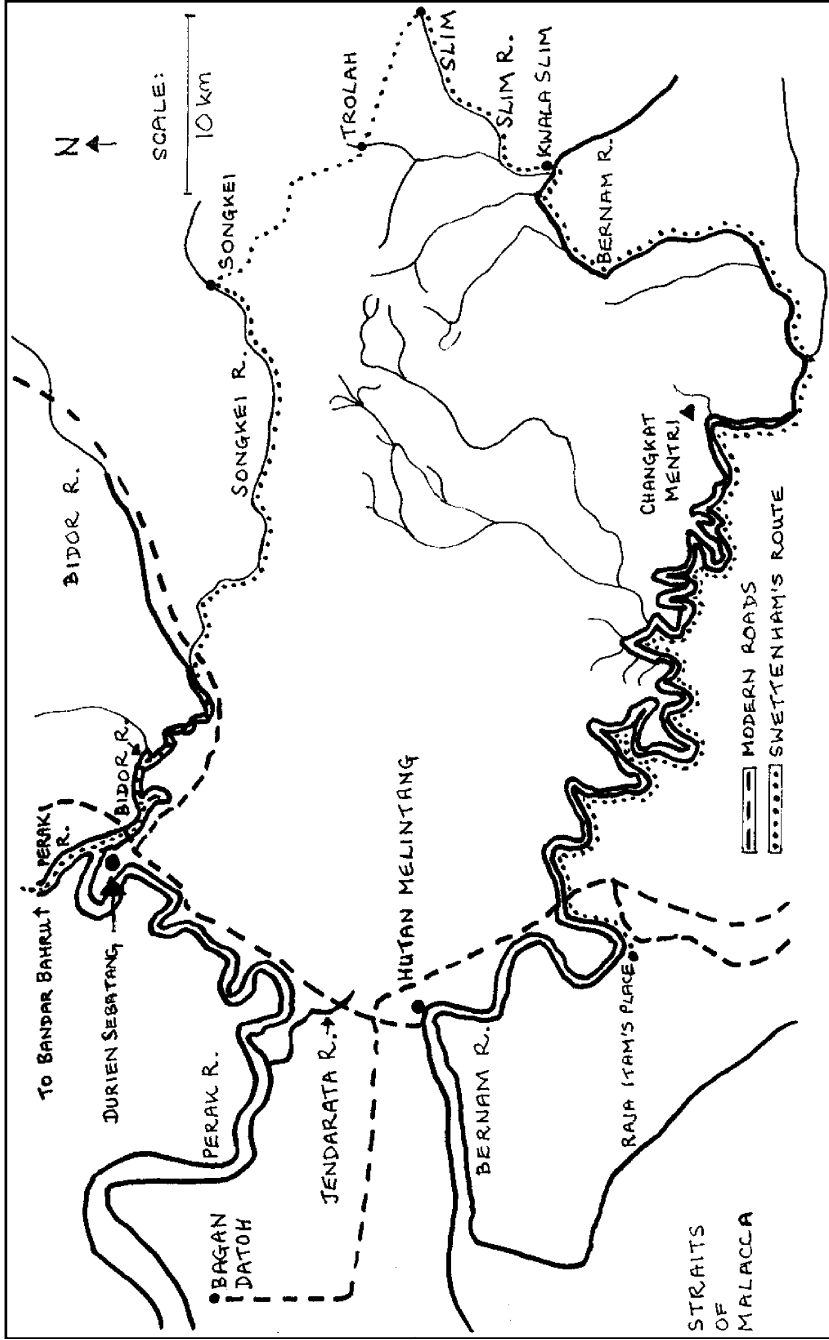 N
SCALE:
10 km
TO BANDAR BAHRU
PERAK
R.
BIDOR R.
BIDOR R.
DURIEN SEBATANG
SONGKEI
SONGKEI R.
TROLAH
SLIM
SLIM R.
KWALA SLIM
BERNAM R.
PERAK R.
JENDARATA R.
BAGAN
DATOH
HUTAN MELINTANG
BERNAM R.
RAJA ITAM'S PLACE
CHANGKAT
MENTRI
STRAITS
OF
MALACCA
MODERN ROADS
SWETTENHAM'S ROUTE